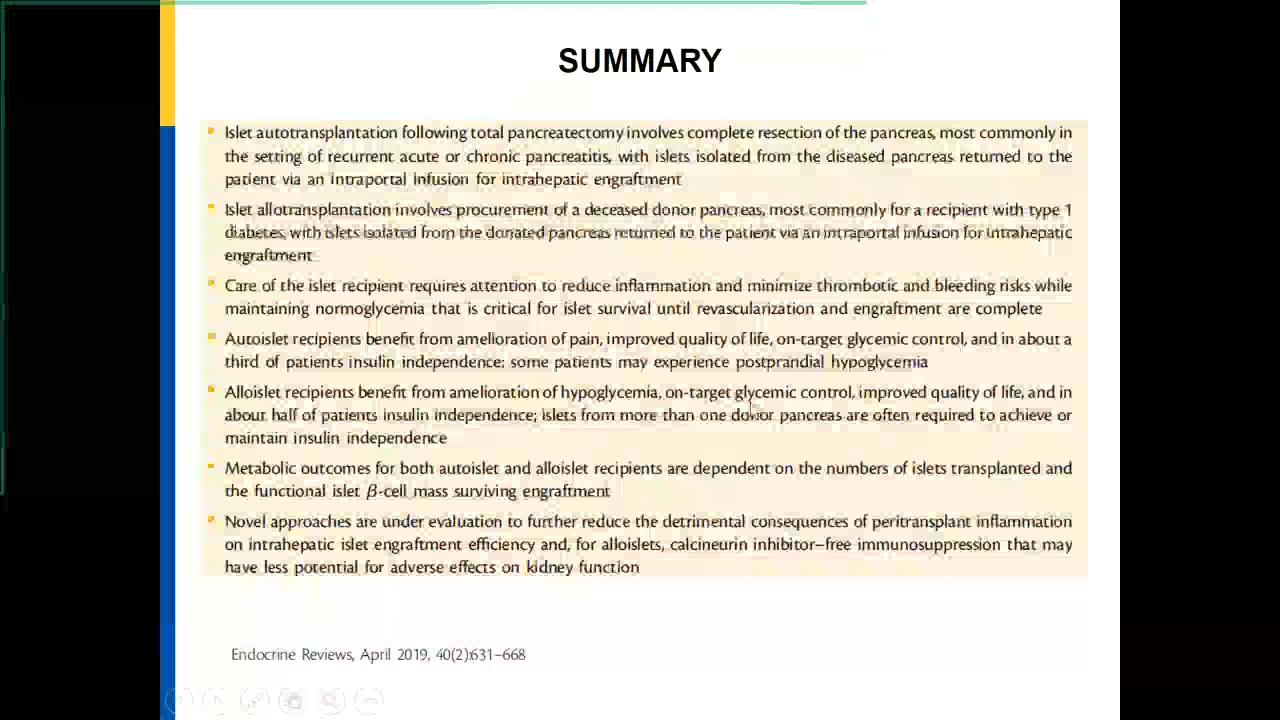 SUMMARY
Islet autotransplantation following total pancreatectomy involves complete resection of the pancreas, most commonly in
the setting of recurrent acute or chronic pancreatitis, with islets isolated from the diseased pancreas returned to the
patient via an intraportal infusion for intrahepatic engraftment
Islet allotransplantation involves procurement of a deceased donor pancreas, most commonly for a recipient with type 1
diabetes, with islets isolated from the donated pancreas returned to the patient via an intraportal infusion for intrahepatic
engraftment
Care of the islet recipient requires attention to reduce inflammation and minimize thrombotic and bleeding risks while
maintaining normoglycemia that is critical for islet survival until revascularization and engraftment are complete
Autoislet recipients benefit from amelioration of pain, improved quality of life, on-target glycemic control, and in about a
third of patients insulin independence; some patients may experience postprandial hypoglycemia
Alloislet recipients benefit from amelioration of hypoglycemia, on-target glycemic control, improved quality of life, and in
about half of patients insulin independence; islets from more than one donor pancreas are often required to achieve or
maintain insulin independence
Metabolic outcomes for both autoislet and alloislet recipients are dependent on the numbers of islets transplanted and
the functional islet β-cell mass surviving engraftment
Novel approaches are under evaluation to further reduce the detrimental consequences of peritransplant inflammation
on intrahepatic islet engraftment efficiency and, for alloislets, calcineurin inhibitor–free immunosuppression that may
have less potential for adverse effects on kidney function
Endocrine Reviews, April 2019, 40(2):631–668